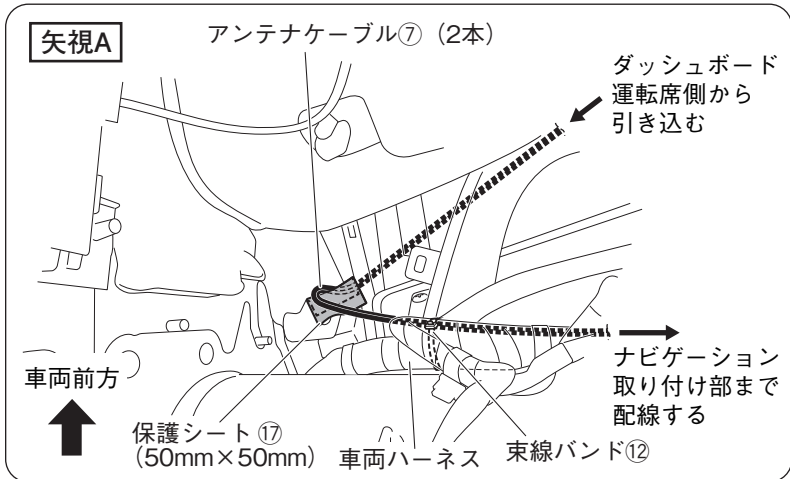 矢視A
アンテナケーブル⑦（2本）
ダッシュボード
運転席側から
引き込む
車両前方
ナビゲーション
取り付け部まで
配線する
保護シート⑰
（50mm×50mm）
車両ハーネス
束線バンド⑫